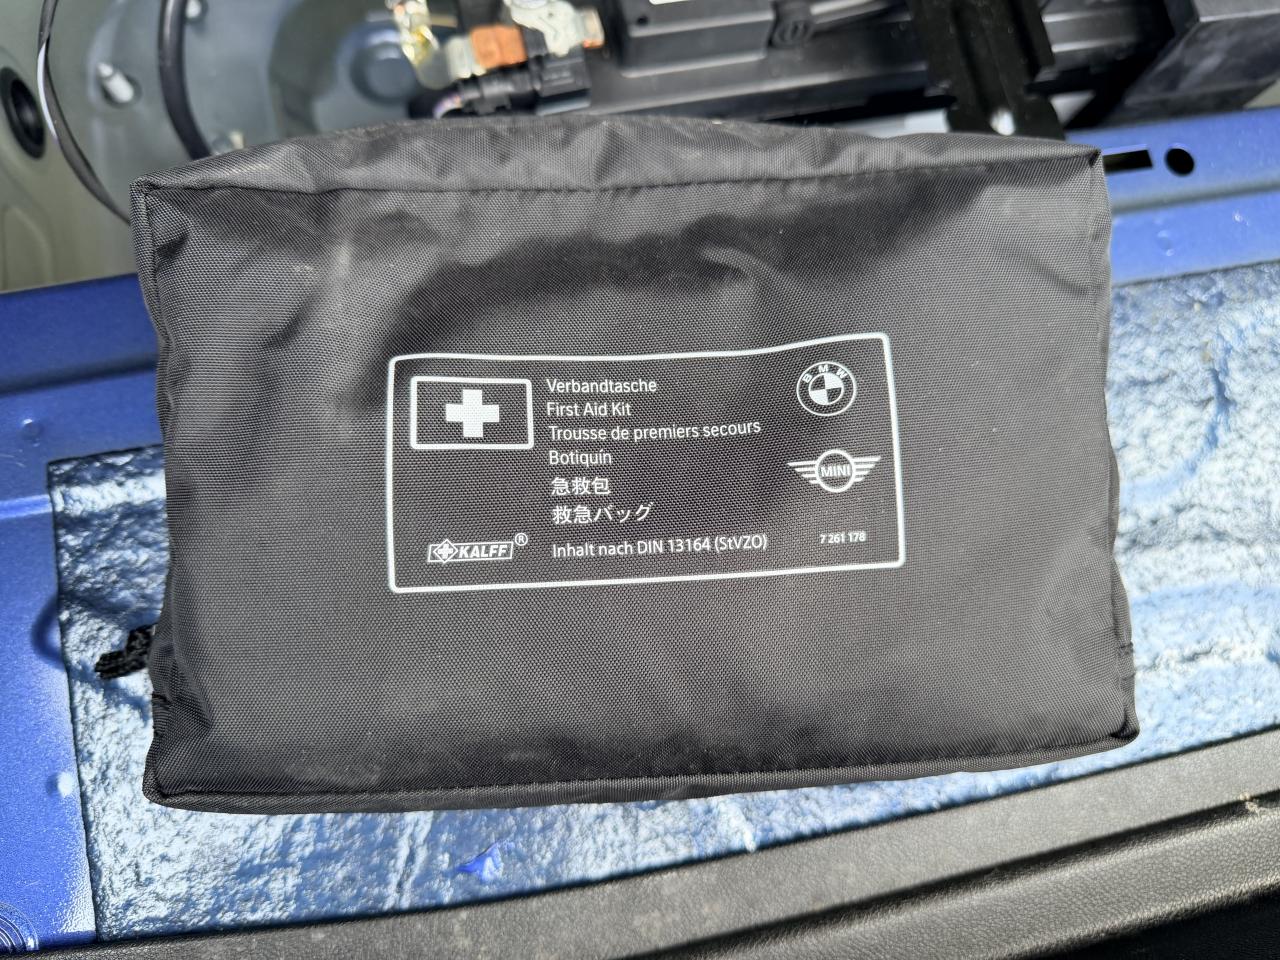 Verbandtasche
First Aid Kit
Trousse de premiers secours
Botiquin
急救包
救急バッグ
BMW
MINI
KALFF®
Inhalt nach DIN 13164 (StVZO)
7 261 178